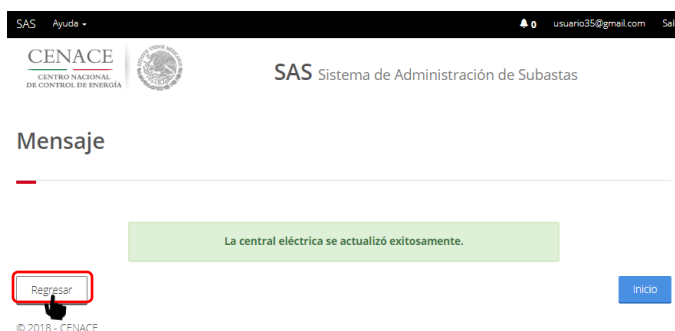 SAS Ayuda
0 usuario35@gmail.com Sal
CENACE
CENTRO NACIONAL
DE CONTROL DE ENERGÍA
SAS Sistema de Administración de Subastas
Mensaje
La central eléctrica se actualizó exitosamente.
Regresar
Inicio
© 2018 - CENACE